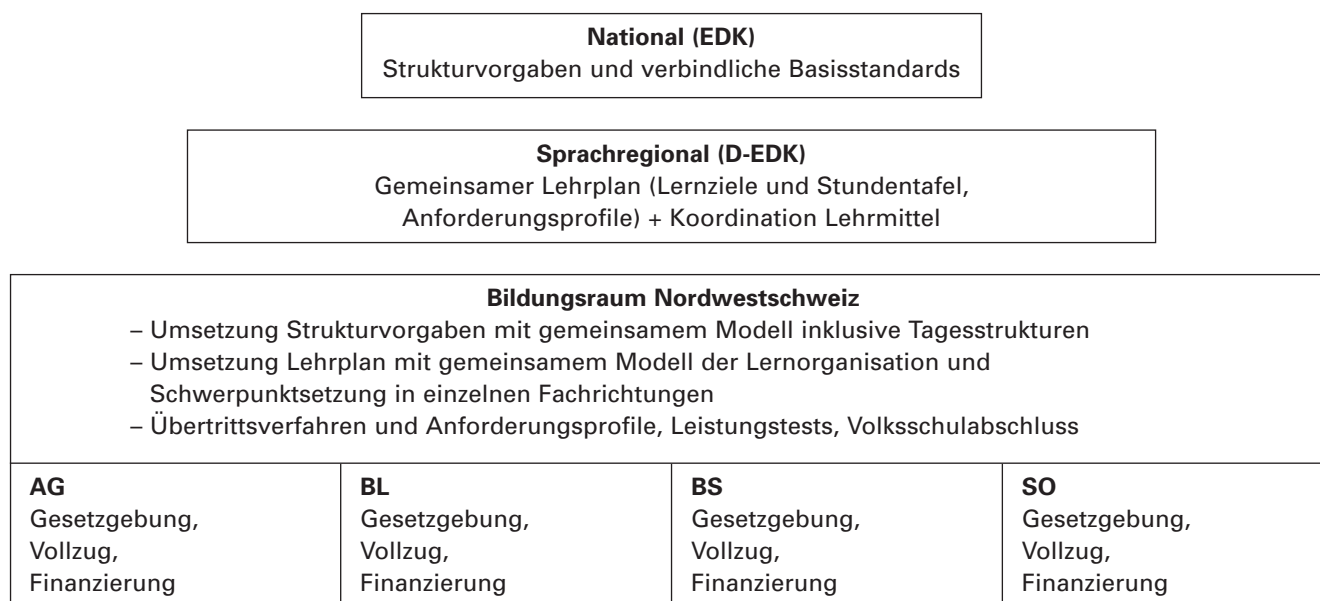 National (EDK)
Strukturvorgaben und verbindliche Basisstandards
Sprachregional (D-EDK)
Gemeinsamer Lehrplan (Lernziele und Stundentafel,
Anforderungsprofile) + Koordination Lehrmittel
Bildungsraum Nordwestschweiz
– Umsetzung Strukturvorgaben mit gemeinsamem Modell inklusive Tagesstrukturen
– Umsetzung Lehrplan mit gemeinsamem Modell der Lernorganisation und
Schwerpunktsetzung in einzelnen Fachrichtungen
– Übertrittsverfahren und Anforderungsprofile, Leistungstests, Volksschulabschluss
AG
Gesetzgebung,
Vollzug,
Finanzierung
BL
Gesetzgebung,
Vollzug,
Finanzierung
BS
Gesetzgebung,
Vollzug,
Finanzierung
SO
Gesetzgebung,
Vollzug,
Finanzierung